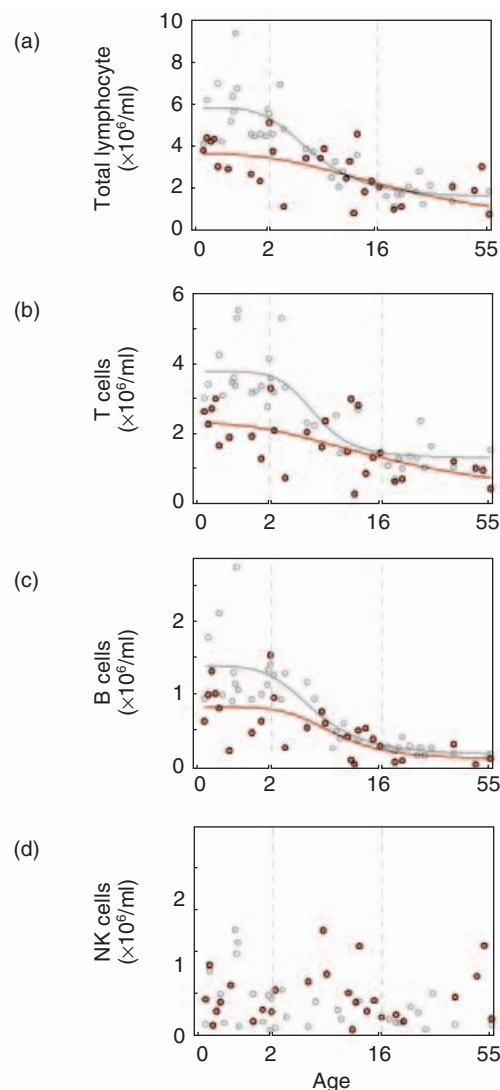 (a)
Total lymphocyte
(×10⁶/ml)
10
8
6
4
2
0
0 2 16 55
(b)
T cells
(×10⁶/ml)
6
4
2
0
0 2 16 55
(c)
B cells
(×10⁶/ml)
2
1
0
0 2 16 55
(d)
NK cells
(×10⁶/ml)
2
1
0
0 2 16 55
Age